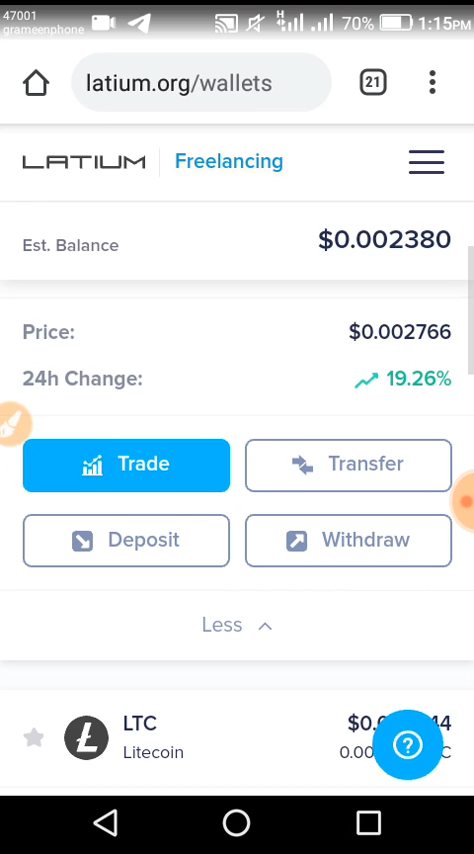 47001
grameenphone
H
70%
1:15PM
latium.org/wallets
21
LATIUM
Freelancing
Est. Balance
$0.002380
Price:
$0.002766
24h Change:
19.26%
Trade
Transfer
Deposit
Withdraw
Less
LTC
Litecoin
?